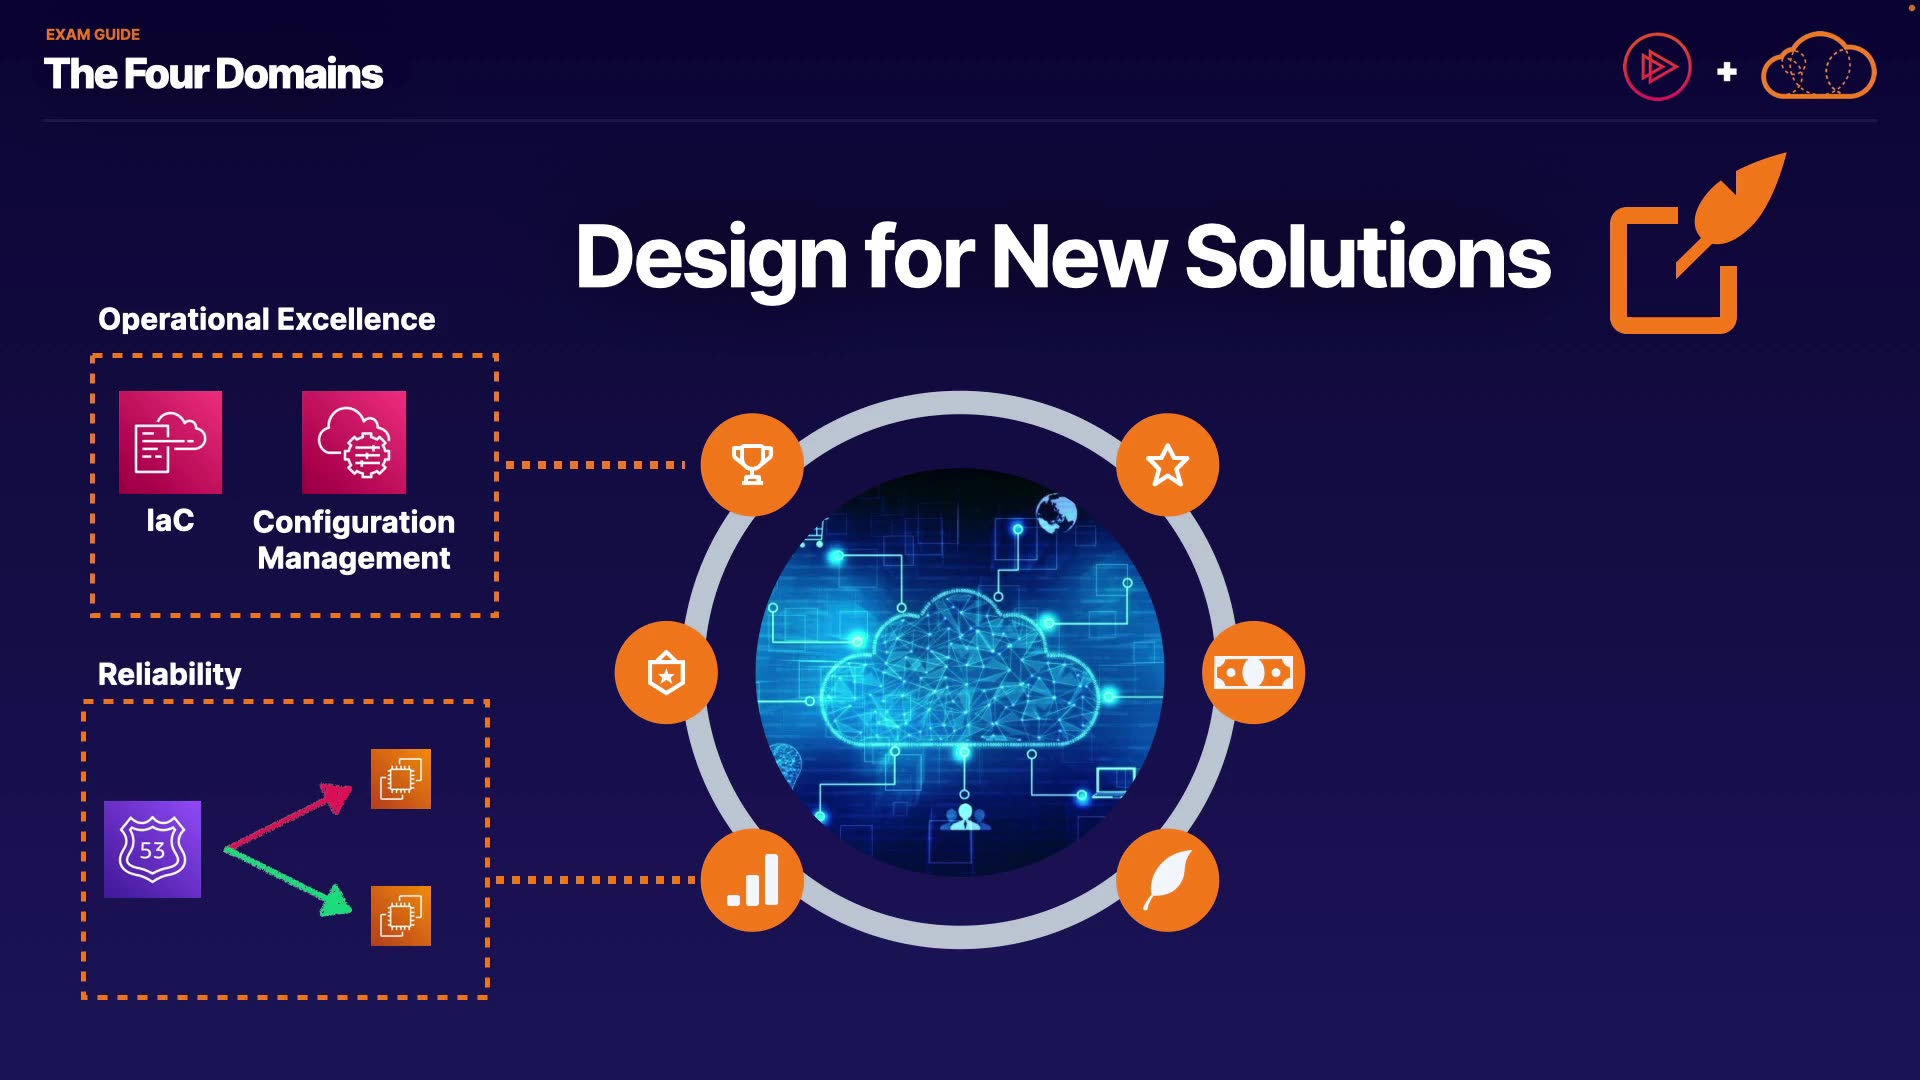 EXAM GUIDE
The Four Domains
Design for New Solutions
Operational Excellence
IaC
Configuration
Management
Reliability
53